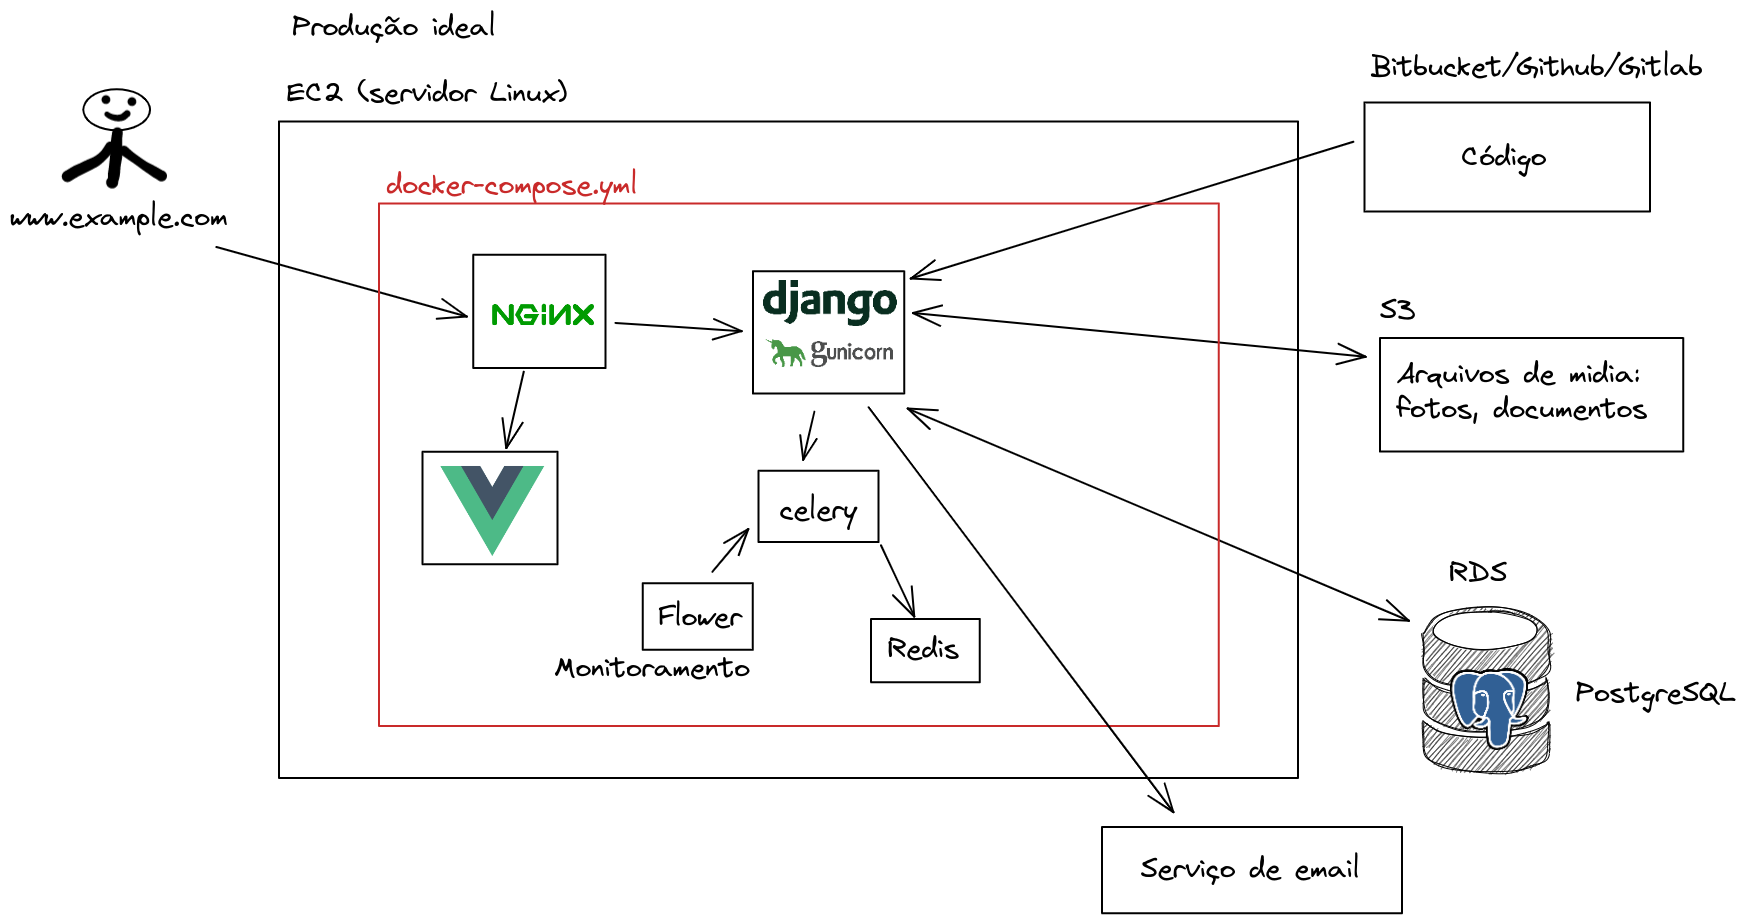 Produção ideal
EC2 (servidor Linux)
www.example.com
docker-compose.yml
NGiNX
django
gunicorn
celery
Flower
Monitoramento
Redis
Bitbucket/Github/Gitlab
Código
S3
Arquivos de midia:
fotos, documentos
RDS
PostgreSQL
Serviço de email